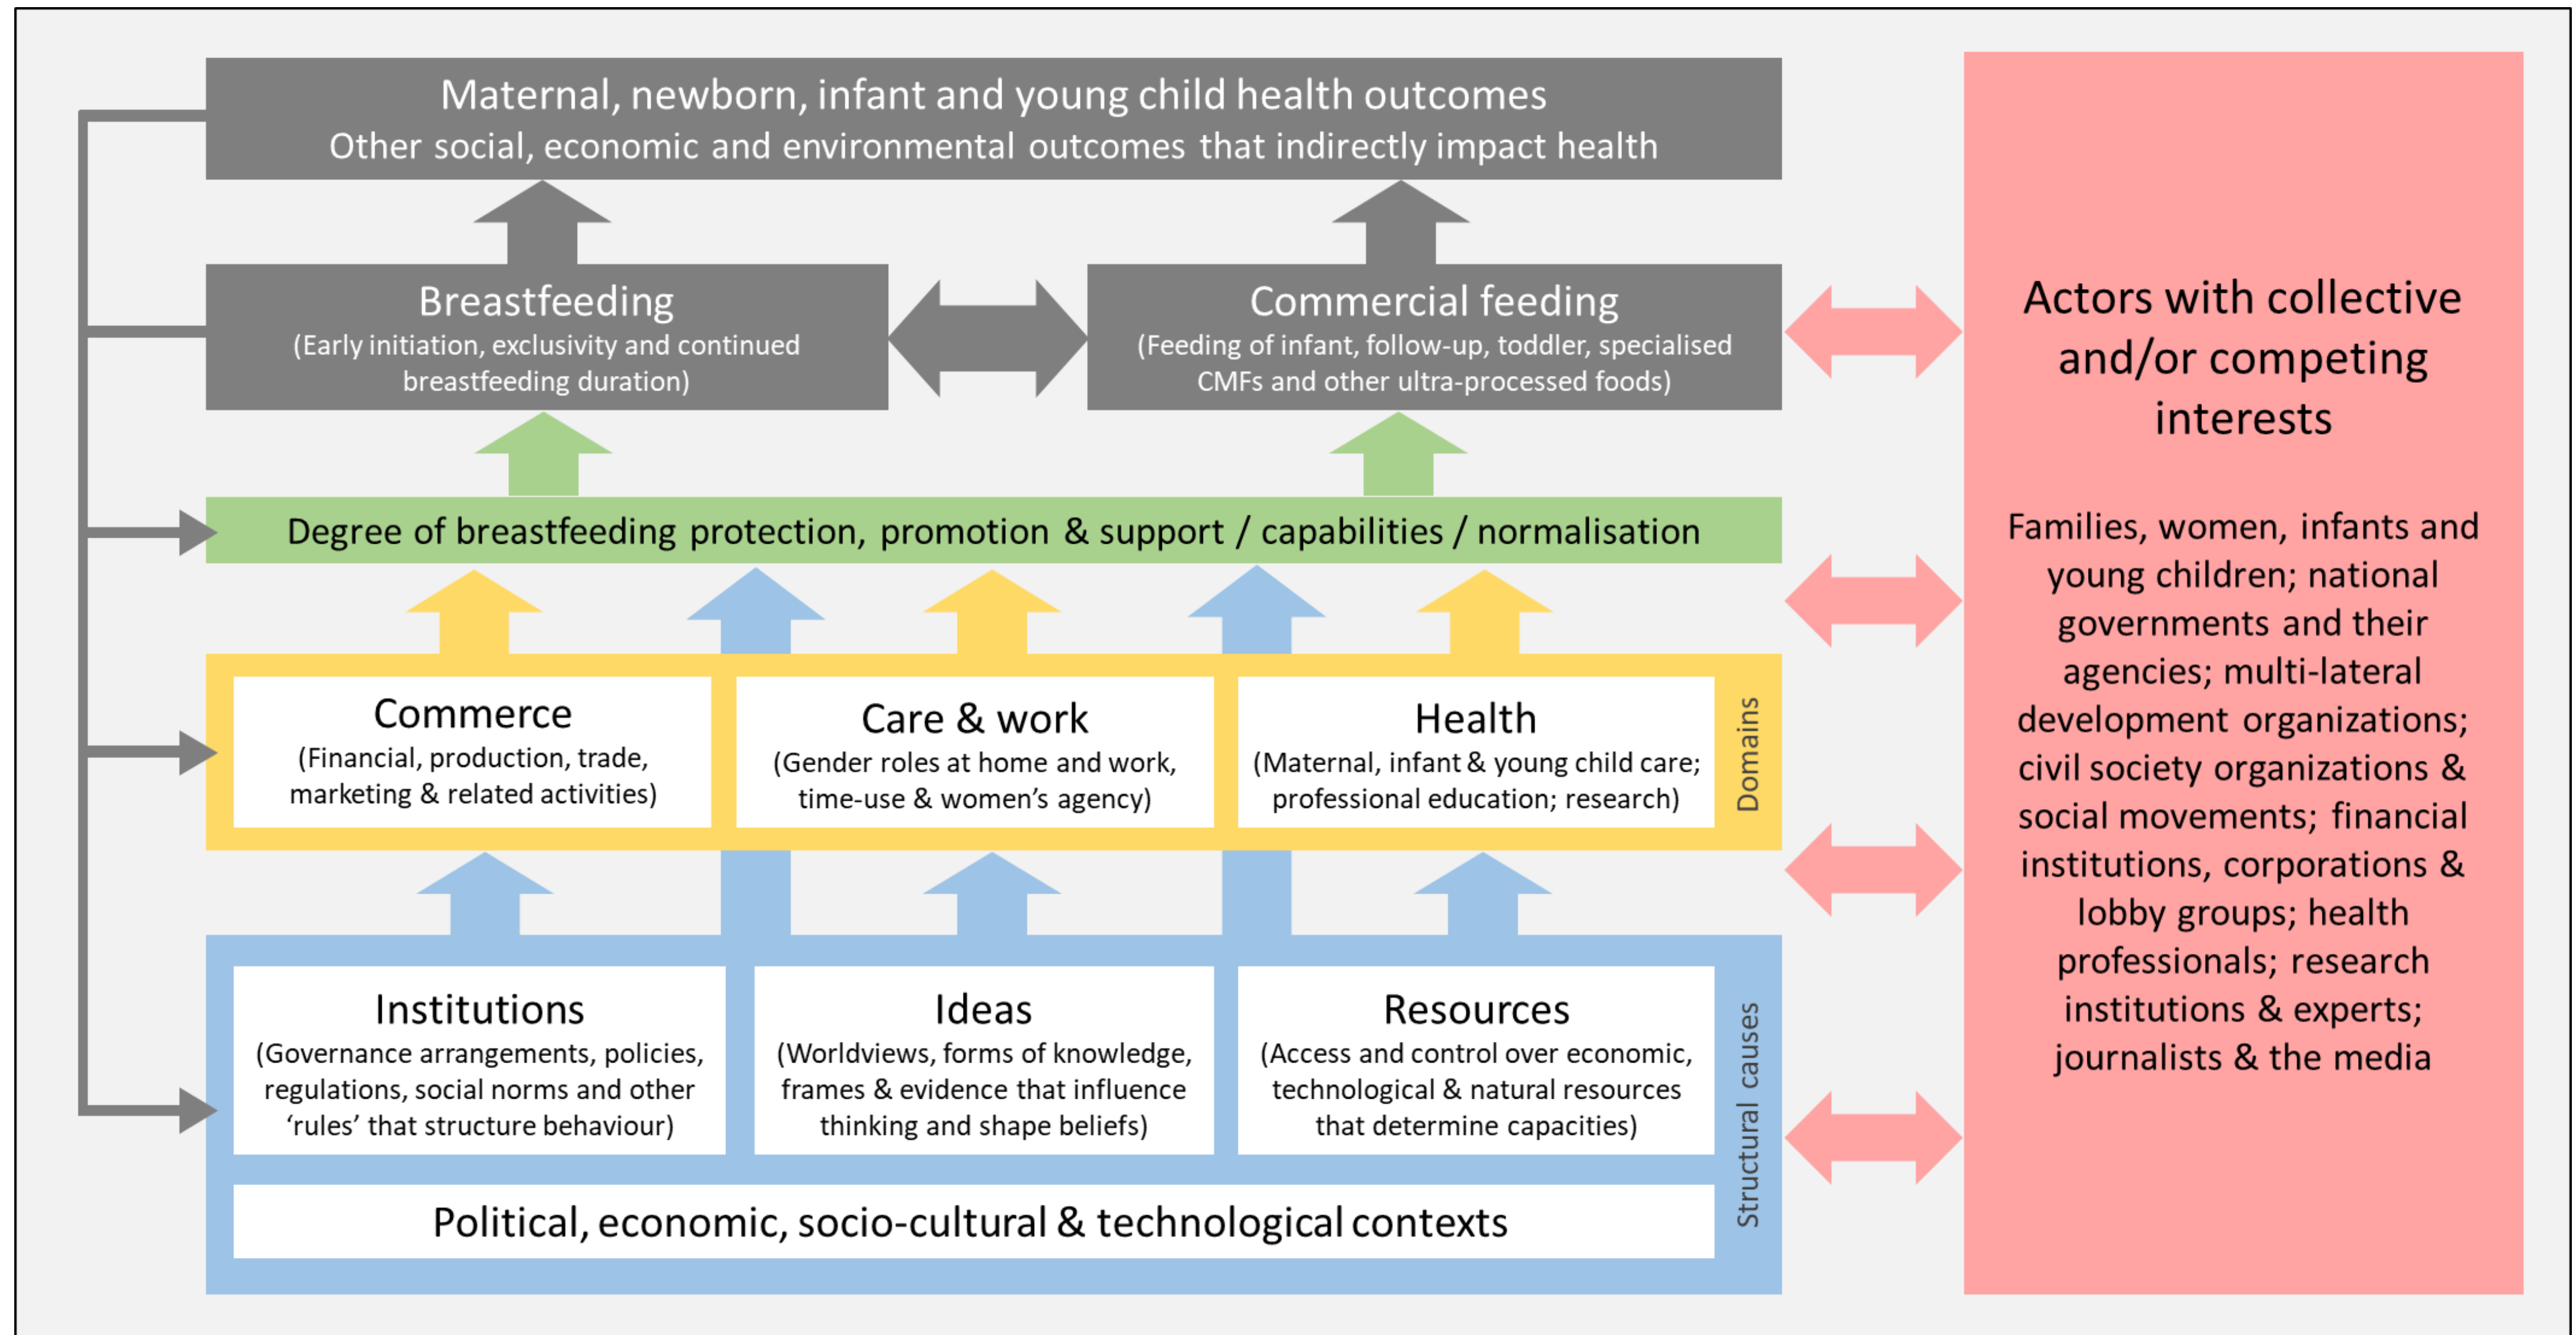 Maternal, newborn, infant and young child health outcomes
Other social, economic and environmental outcomes that indirectly impact health
Breastfeeding
(Early initiation, exclusivity and continued
breastfeeding duration)
Commercial feeding
(Feeding of infant, follow-up, toddler, specialised
CMFs and other ultra-processed foods)
Degree of breastfeeding protection, promotion & support / capabilities / normalisation
Commerce
(Financial, production, trade,
marketing & related activities)
Care & work
(Gender roles at home and work,
time-use & women’s agency)
Health
(Maternal, infant & young child care;
professional education; research)
Domains
Institutions
(Governance arrangements, policies,
regulations, social norms and other
‘rules’ that structure behaviour)
Ideas
(Worldviews, forms of knowledge,
frames & evidence that influence
thinking and shape beliefs)
Resources
(Access and control over economic,
technological & natural resources
that determine capacities)
Structural causes
Political, economic, socio-cultural & technological contexts
Actors with collective
and/or competing
interests
Families, women, infants and
young children; national
governments and their
agencies; multi-lateral
development organizations;
civil society organizations &
social movements; financial
institutions, corporations &
lobby groups; health
professionals; research
institutions & experts;
journalists & the media